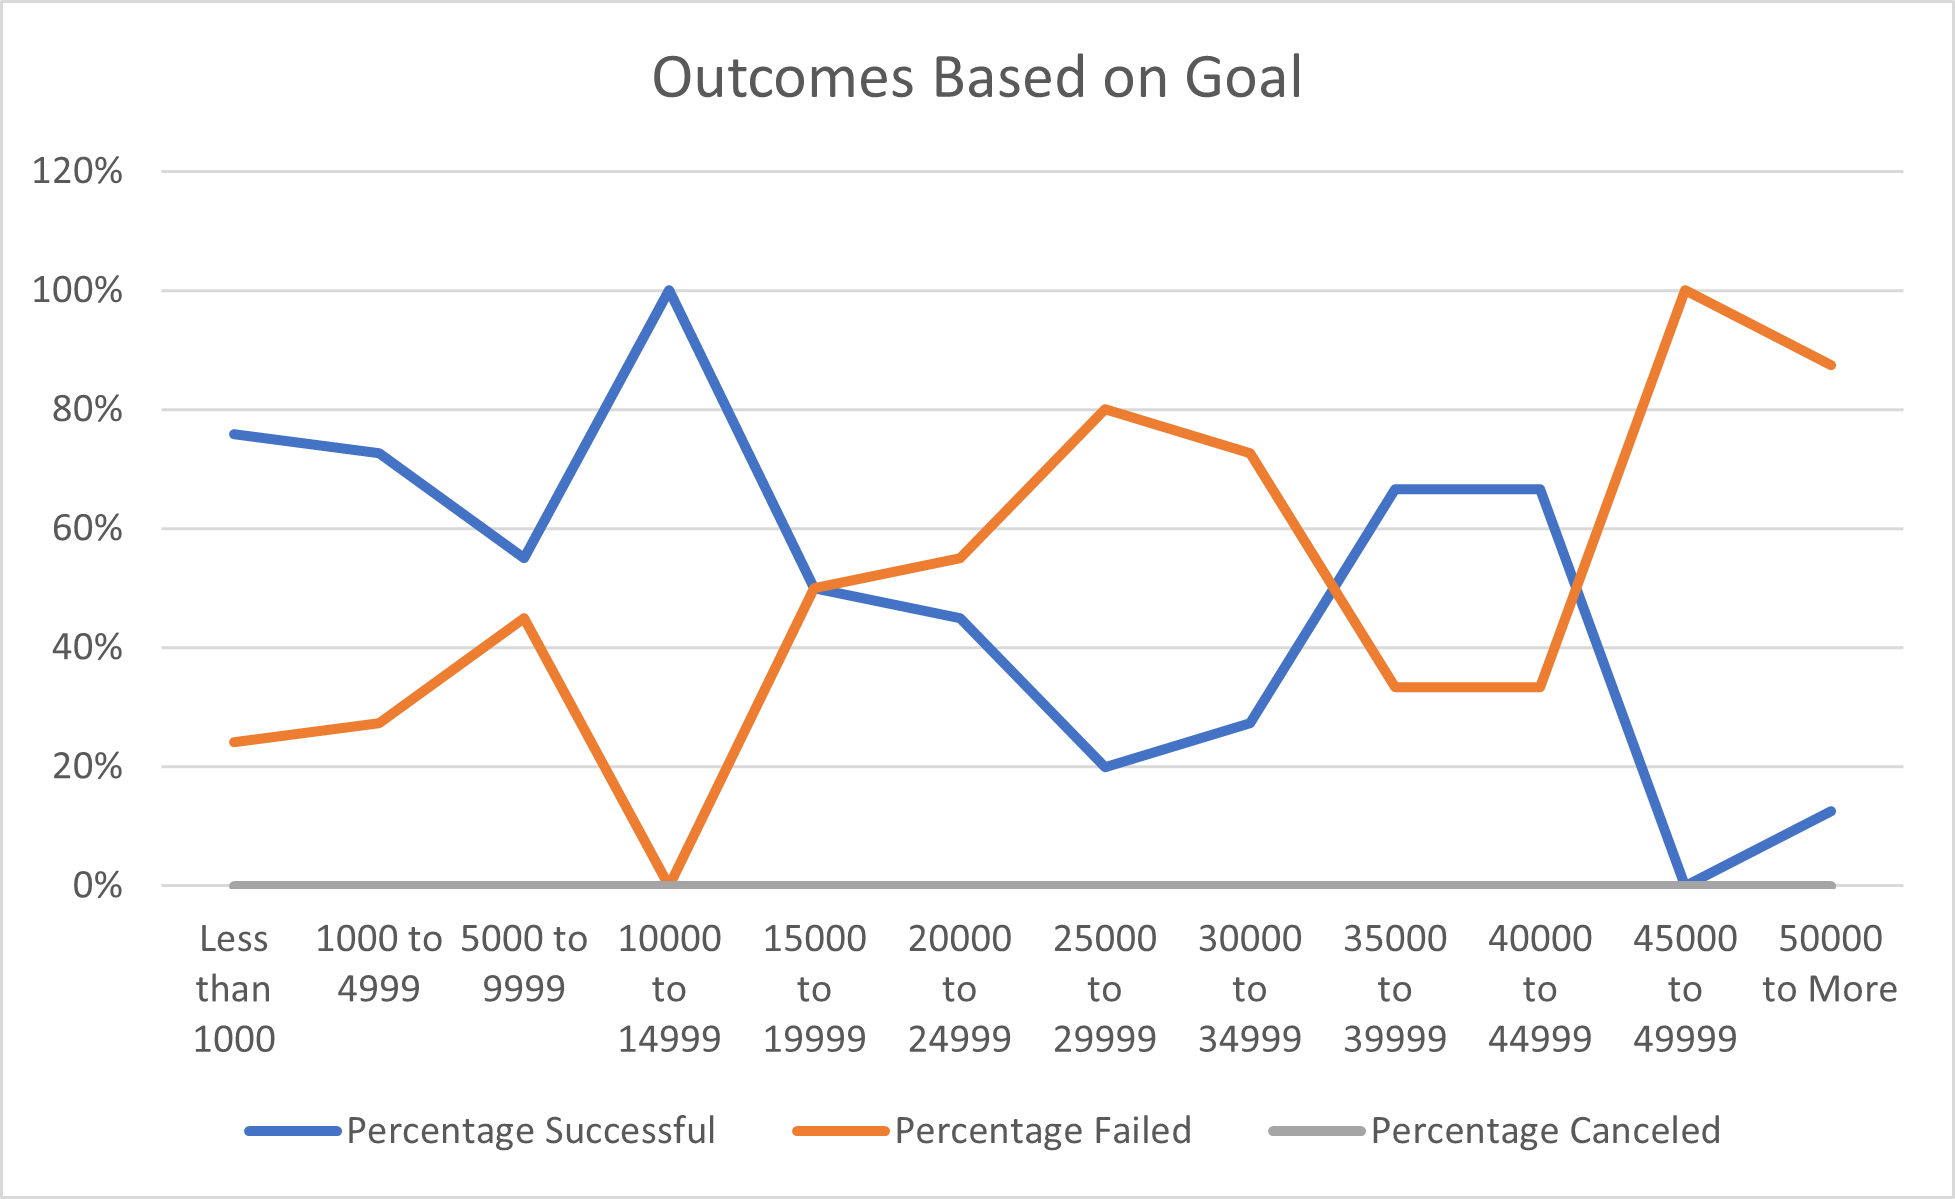 Outcomes Based on Goal
120%
100%
80%
60%
40%
20%
0%
Less
than
1000
1000 to
4999
5000 to
9999
10000
to
14999
15000
to
19999
20000
to
24999
25000
to
29999
30000
to
34999
35000
to
39999
40000
to
44999
45000
to
49999
50000
to More
Percentage Successful
Percentage Failed
Percentage Canceled